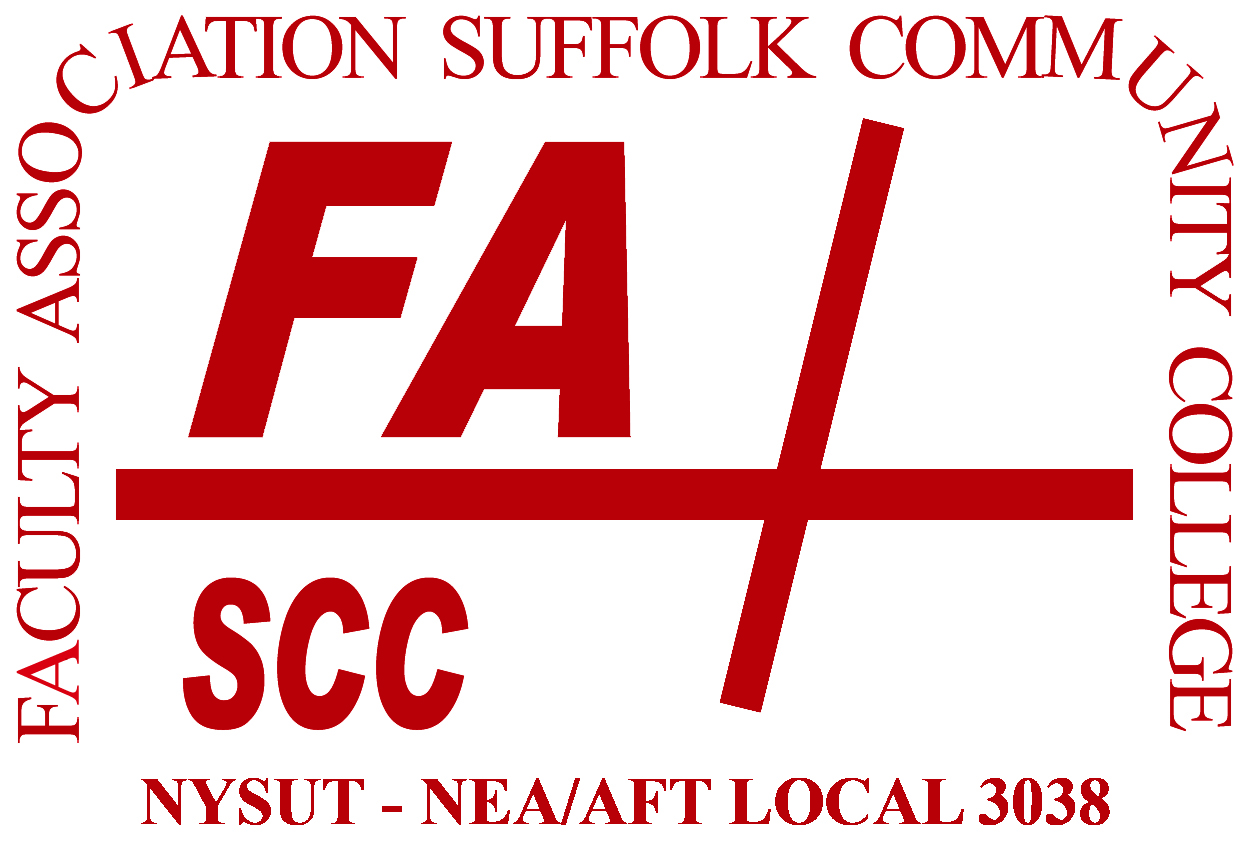 FACULTY ASSOCIATION SUFFOLK COMMUNITY COLLEGE
FA
SCC
NYSUT - NEA/AFT LOCAL 3038